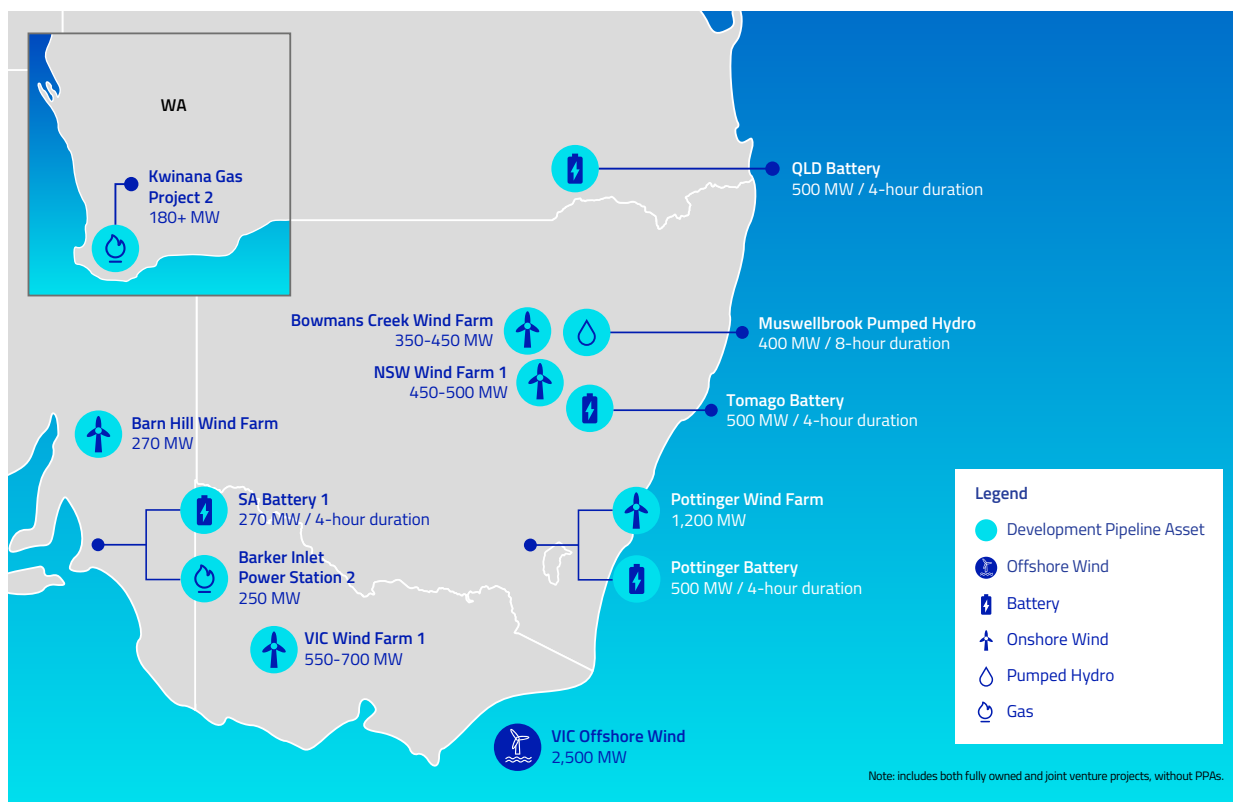 WA
Kwinana Gas
Project 2
180+ MW
QLD Battery
500 MW / 4-hour duration
Bowmans Creek Wind Farm
350-450 MW
Muswellbrook Pumped Hydro
400 MW / 8-hour duration
NSW Wind Farm 1
450-500 MW
Tomago Battery
500 MW / 4-hour duration
Barn Hill Wind Farm
270 MW
SA Battery 1
270 MW / 4-hour duration
Barker Inlet
Power Station 2
250 MW
Pottinger Wind Farm
1,200 MW
Pottinger Battery
500 MW / 4-hour duration
VIC Wind Farm 1
550-700 MW
VIC Offshore Wind
2,500 MW
Legend
Development Pipeline Asset
Offshore Wind
Battery
Onshore Wind
Pumped Hydro
Gas
Note: includes both fully owned and joint venture projects, without PPAs.